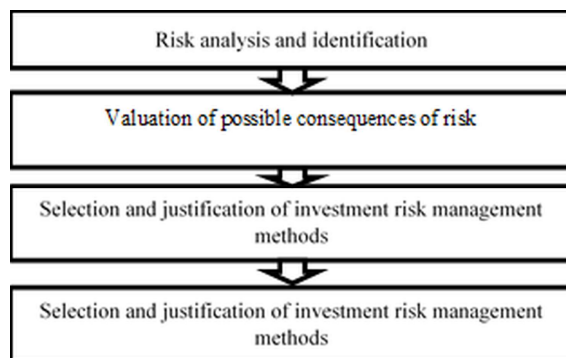 Risk analysis and identification
Valuation of possible consequences of risk
Selection and justification of investment risk management
methods
Selection and justification of investment risk management
methods